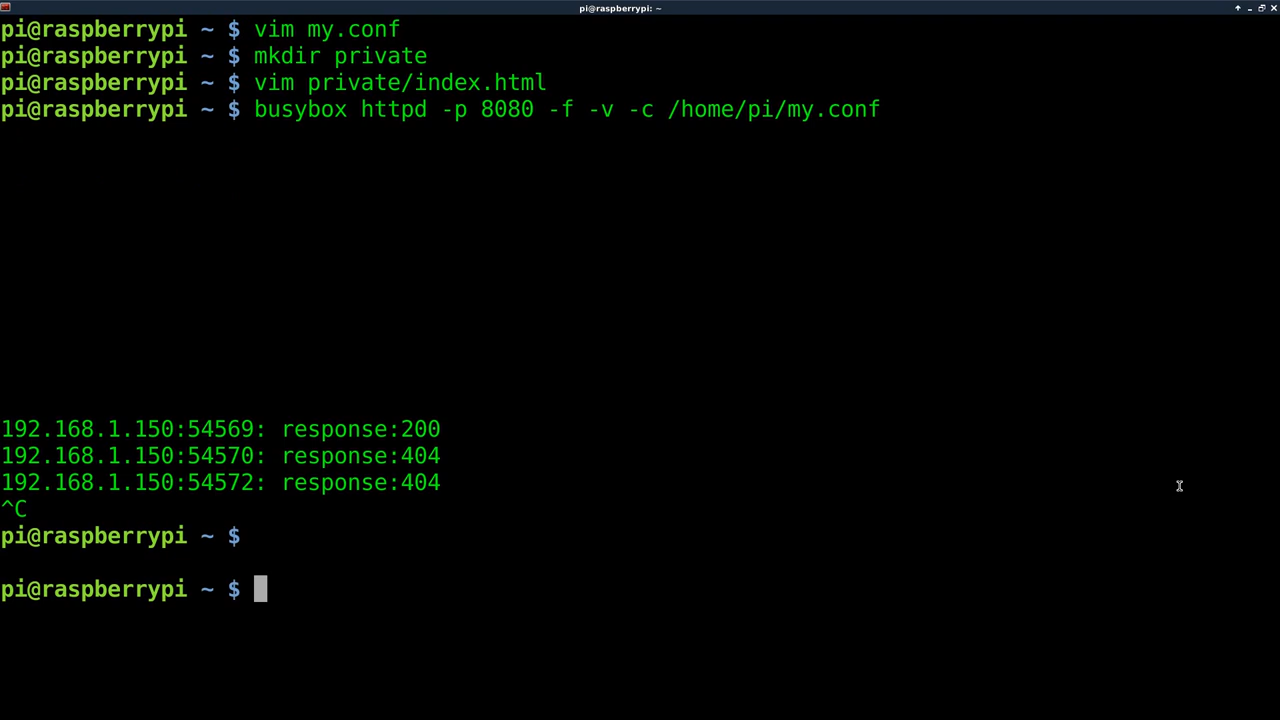 pi@raspberrypi: ~
pi@raspberrypi ~ $ vim my.conf
pi@raspberrypi ~ $ mkdir private
pi@raspberrypi ~ $ vim private/index.html
pi@raspberrypi ~ $ busybox httpd -p 8080 -f -v -c /home/pi/my.conf
192.168.1.150:54569: response:200
192.168.1.150:54570: response:404
192.168.1.150:54572: response:404
^C
pi@raspberrypi ~ $
pi@raspberrypi ~ $